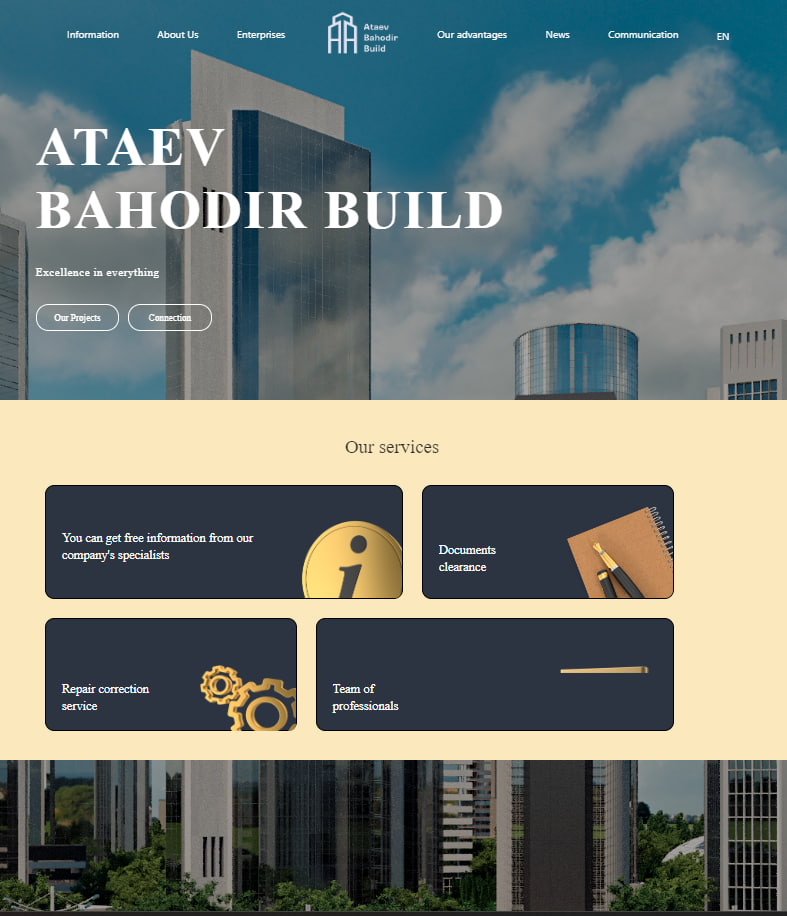 Information
About Us
Enterprises
Ataev
Bahodir
Build
Our advantages
News
Communication
EN
ATAEV
BAHODIR BUILD
Excellence in everything
Our Projects
Connection
Our services
You can get free information from our
company's specialists
Documents
clearance
Repair correction
service
Team of
professionals